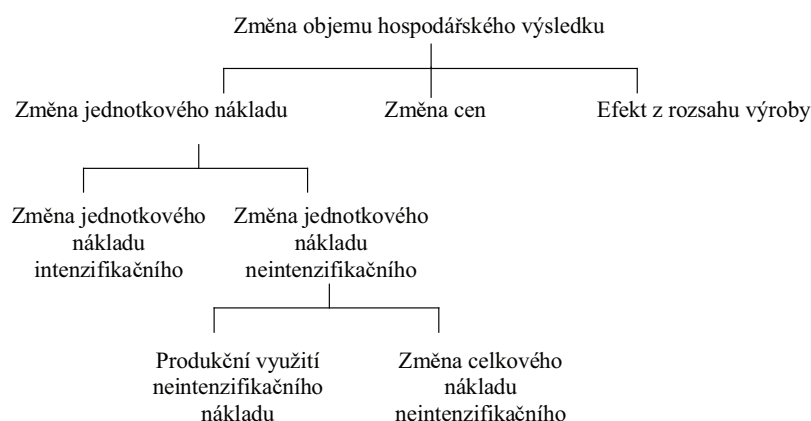 Změna objemu hospodářského výsledku
Změna jednotkového nákladu
Změna cen
Efekt z rozsahu výroby
Změna jednotkového
nákladu
intenzifikačního
Změna jednotkového
nákladu
neintenzifikačního
Produkční využití
neintenzifikačního
nákladu
Změna celkového
nákladu
neintenzifikačního